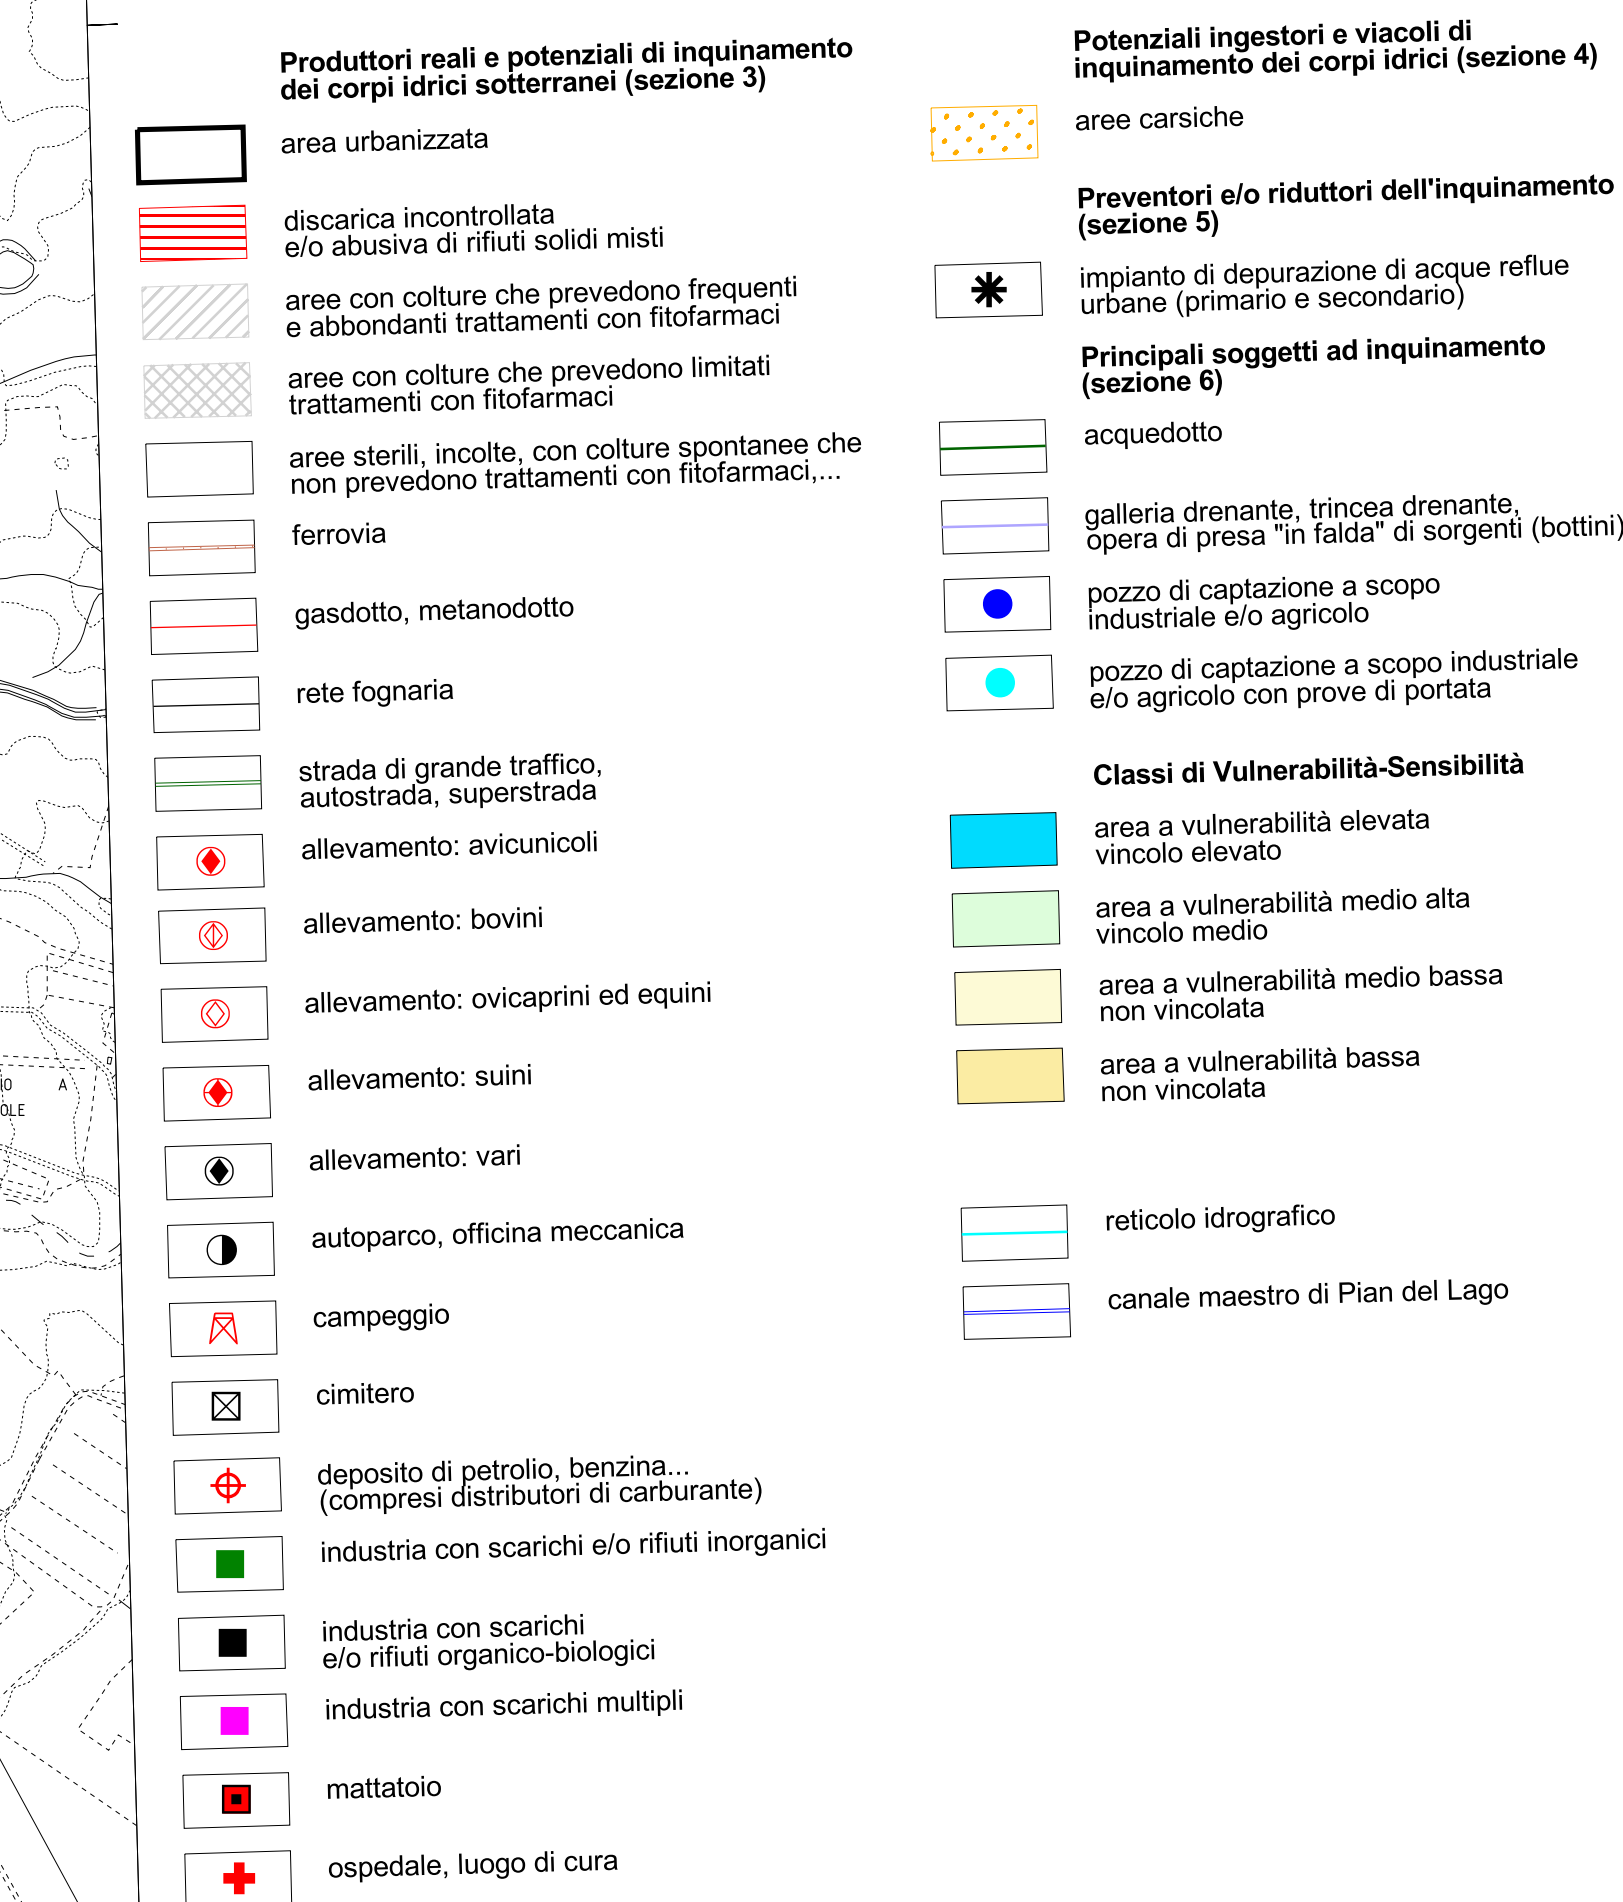 Produttori reali e potenziali di inquinamento
dei corpi idrici sotterranei (sezione 3)
area urbanizzata
discarica incontrollata
e/o abusiva di rifiuti solidi misti
aree con colture che prevedono frequenti
e abbondanti trattamenti con fitofarmaci
aree con colture che prevedono limitati
trattamenti con fitofarmaci
aree sterili, incolte, con colture spontanee che
non prevedono trattamenti con fitofarmaci,...
ferrovia
gasdotto, metanodotto
rete fognaria
strada di grande traffico,
autostrada, superstrada
allevamento: avicunicoli
allevamento: bovini
allevamento: ovicaprini ed equini
allevamento: suini
allevamento: vari
autoparco, officina meccanica
campeggio
cimitero
deposito di petrolio, benzina...
(compresi distributori di carburante)
industria con scarichi e/o rifiuti inorganici
industria con scarichi
e/o rifiuti organico-biologici
industria con scarichi multipli
mattatoio
ospedale, luogo di cura
Potenziali ingestori e viacoli di
inquinamento dei corpi idrici (sezione 4)
aree carsiche
Preventori e/o riduttori dell'inquinamento
(sezione 5)
impianto di depurazione di acque reflue
urbane (primario e secondario)
Principali soggetti ad inquinamento
(sezione 6)
acquedotto
galleria drenante, trincea drenante,
opera di presa "in falda" di sorgenti (bottini)
pozzo di captazione a scopo
industriale e/o agricolo
pozzo di captazione a scopo industriale
e/o agricolo con prove di portata
Classi di Vulnerabilità-Sensibilità
area a vulnerabilità elevata
vincolo elevato
area a vulnerabilità medio alta
vincolo medio
area a vulnerabilità medio bassa
non vincolata
area a vulnerabilità bassa
non vincolata
reticolo idrografico
canale maestro di Pian del Lago
A
OLE